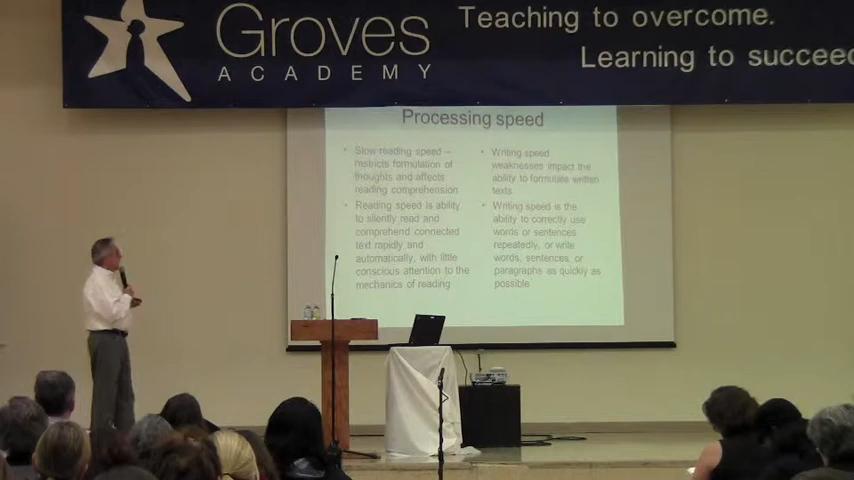 Groves
ACADEMY
Teaching to overcome.
Learning to succeed
Processing speed
• Slow reading speed –
restricts formulation of
thoughts and affects
reading comprehension
• Reading speed is ability
to silently read and
comprehend connected
text rapidly and
automatically, with little
conscious attention to the
mechanics of reading
• Writing speed
weaknesses impact the
ability to formulate written
texts.
• Writing speed is the
ability to correctly use
words or sentences
repeatedly, or write
words, sentences, or
paragraphs as quickly as
possible